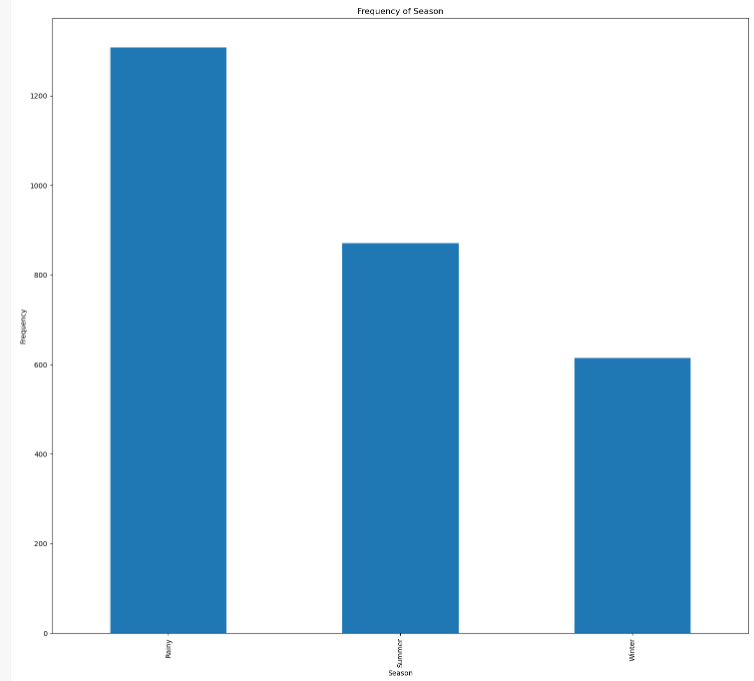 Frequency of Season
1200
1000
800
600
400
200
0
Frequency
Rainy
Summer
Winter
Season